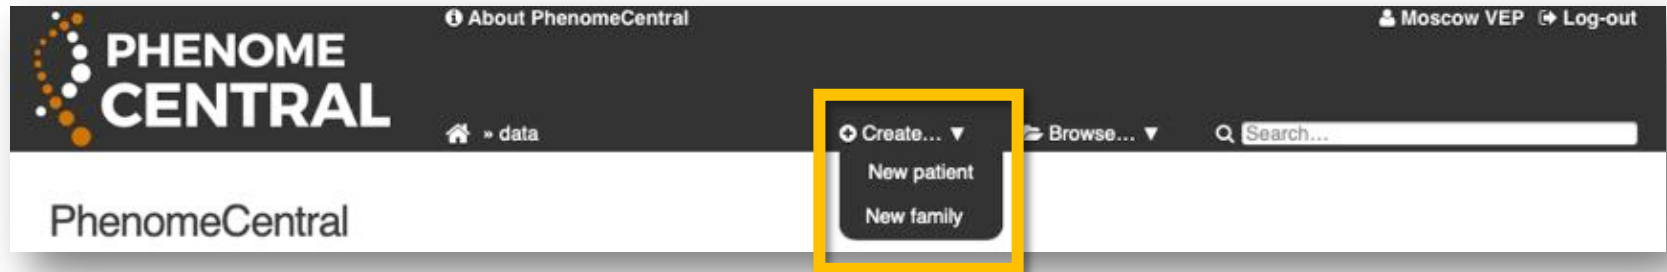 About PhenomeCentral
Moscow VEP Log-out
PHENOME
CENTRAL
» data
Create... ▼
Browse... ▼
Search...
New patient
New family
PhenomeCentral